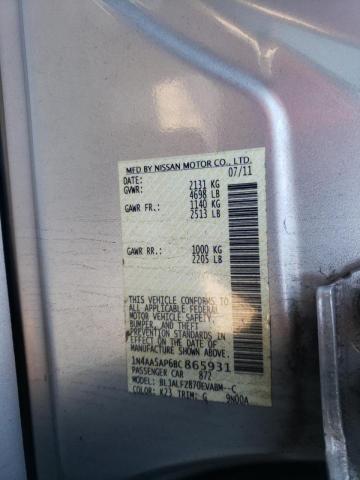 MFD BY NISSAN MOTOR CO., LTD.
DATE: 07/11
GVWR: 2131 KG
4698 LB
GAWR FR.: 1140 KG
2513 LB
GAWR RR.: 1000 KG
2205 LB
THIS VEHICLE CONFORMS TO
ALL APPLICABLE FEDERAL
MOTOR VEHICLE SAFETY,
BUMPER, AND THEFT
PREVENTION STANDARDS IN
EFFECT ON THE DATE OF
MANUFACTURE SHOWN ABOVE.
1N4AA5AP6BC865931
PASSENGER CAR 872
MODEL: BL3ALFZ870EVABM--C
COLOR: K23 TRIM: G 9N00A